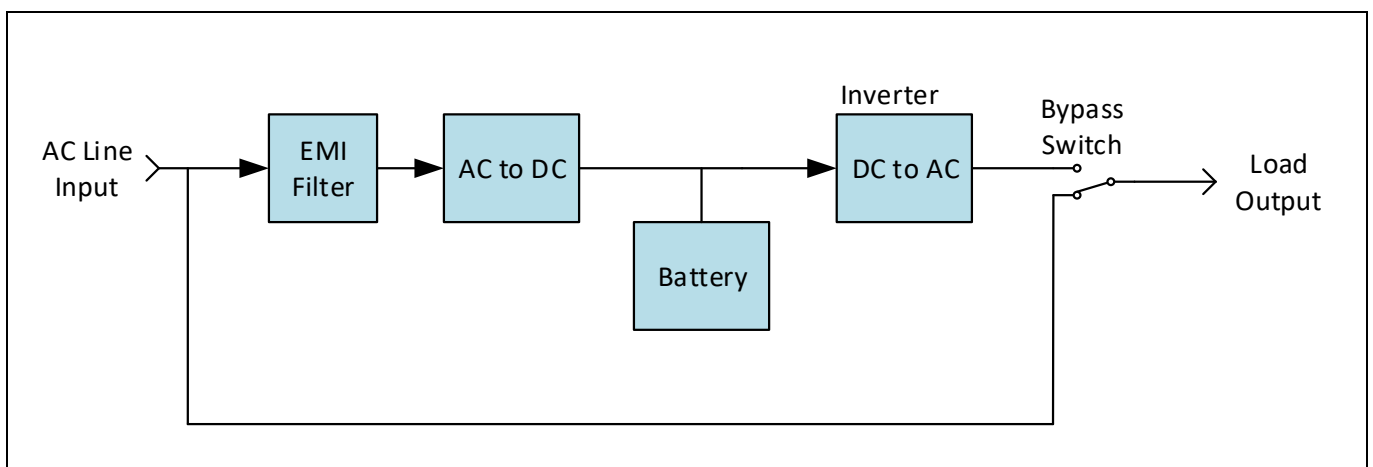 AC Line
Input
EMI
Filter
AC to DC
Battery
Inverter
DC to AC
Bypass
Switch
Load
Output